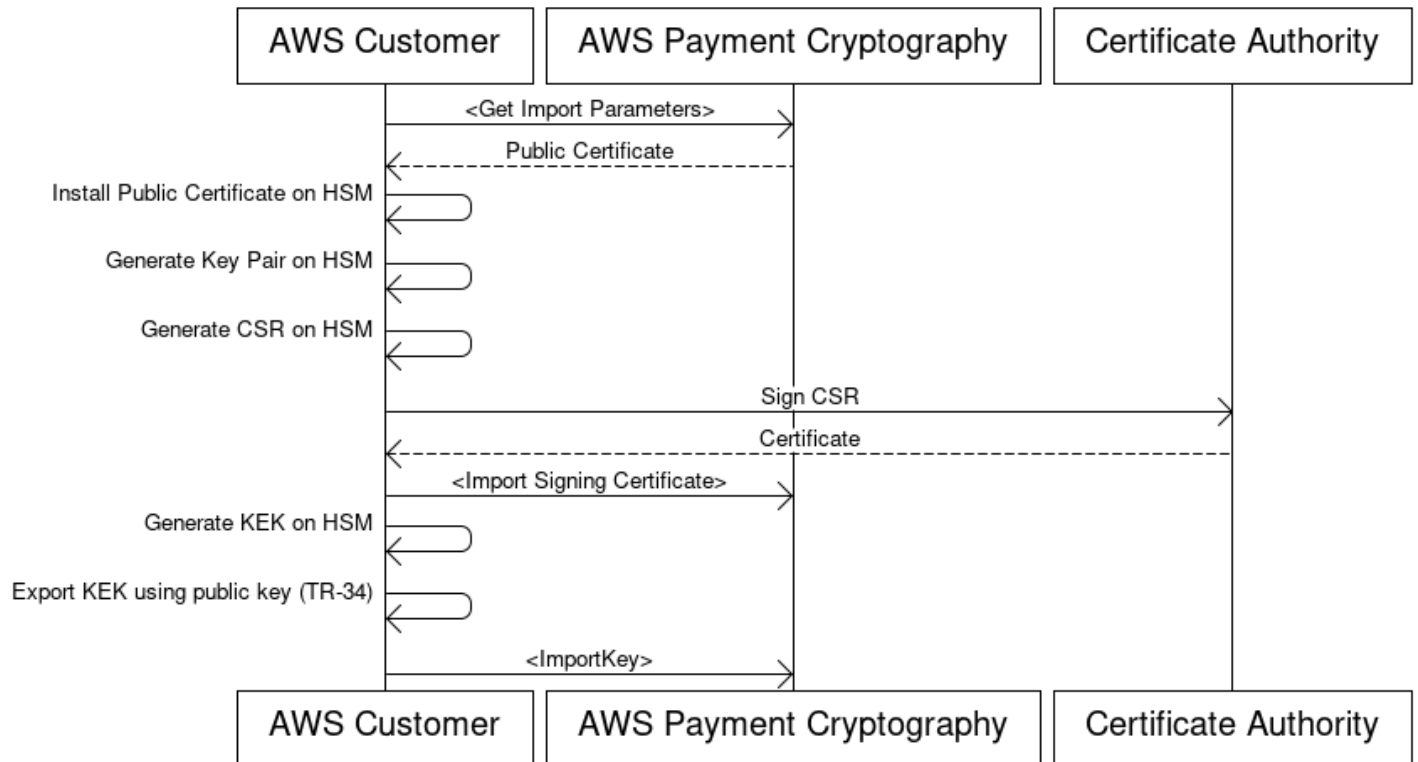 AWS Customer
AWS Payment Cryptography
Certificate Authority
<Get Import Parameters>
Public Certificate
Install Public Certificate on HSM
Generate Key Pair on HSM
Generate CSR on HSM
Sign CSR
Certificate
<Import Signing Certificate>
Generate KEK on HSM
Export KEK using public key (TR-34)
<ImportKey>
AWS Customer
AWS Payment Cryptography
Certificate Authority